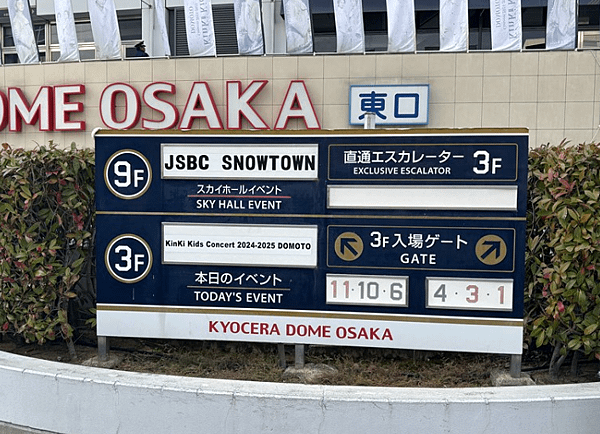 DOME OSAKA
東口
9F
JSBC SNOWTOWN
スカイホールイベント
SKY HALL EVENT
直通エスカレーター 3F
EXCLUSIVE ESCALATOR
3F
KinKi Kids Concert 2024-2025 DOMOTO
本日のイベント
TODAY'S EVENT
3F入場ゲート
GATE
11・10・6
4・3・1
KYOCERA DOME OSAKA